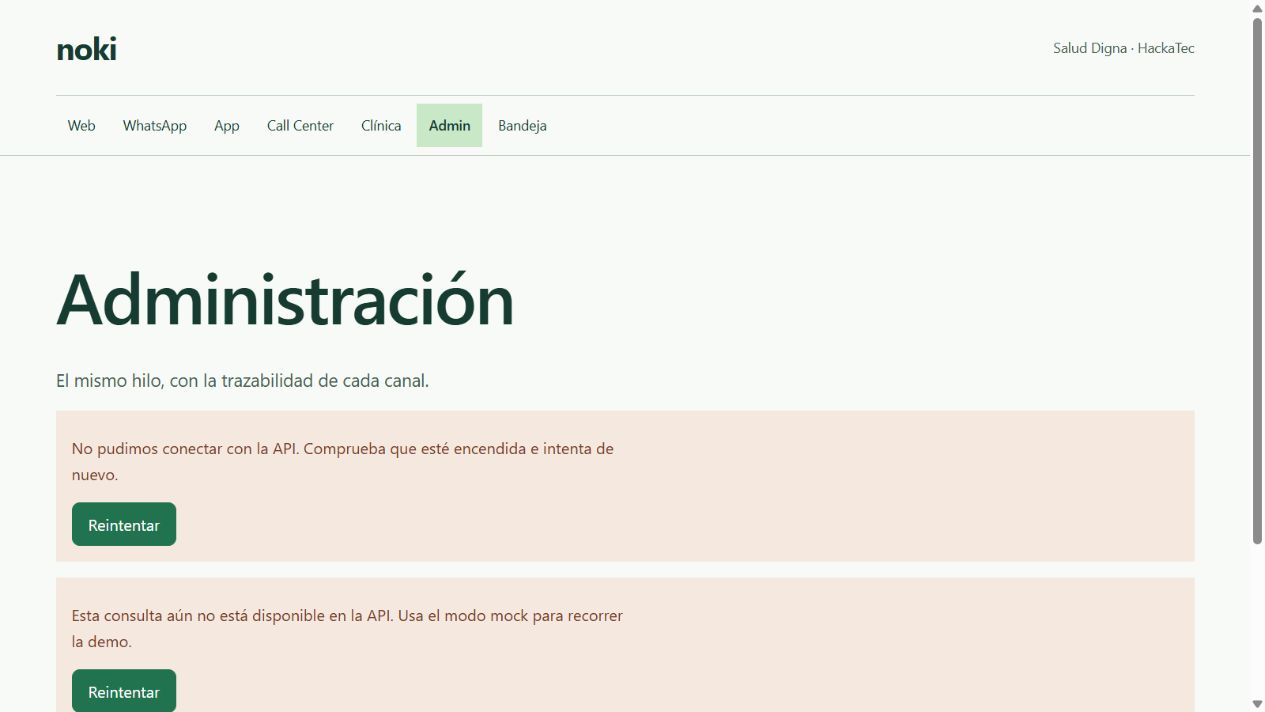 noki
Salud Digna · HackaTec
Web WhatsApp App Call Center Clínica Admin Bandeja
Administración
El mismo hilo, con la trazabilidad de cada canal.
No pudimos conectar con la API. Comprueba que esté encendida e intenta de
nuevo.
Reintentar
Esta consulta aún no está disponible en la API. Usa el modo mock para recorrer
la demo.
Reintentar